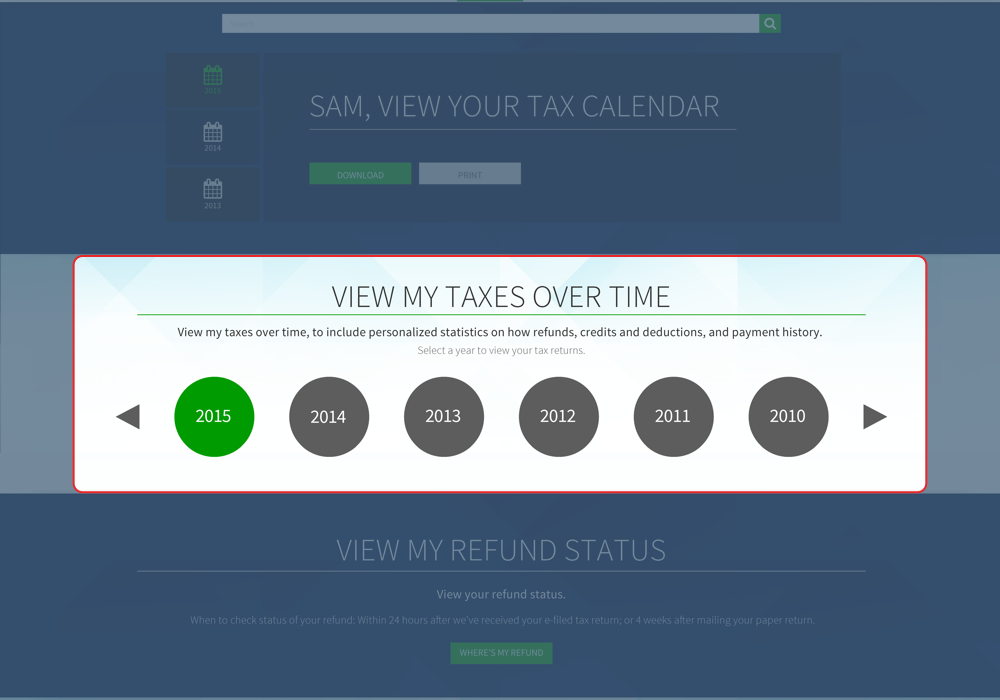 Search
2015
2014
2013
SAM, VIEW YOUR TAX CALENDAR
DOWNLOAD
PRINT
VIEW MY TAXES OVER TIME
View my taxes over time, to include personalized statistics on how refunds, credits and deductions, and payment history.
Select a year to view your tax returns.
2015
2014
2013
2012
2011
2010
VIEW MY REFUND STATUS
View your refund status.
When to check status of your refund: Within 24 hours after we've received your e-filed tax return; or 4 weeks after mailing your paper return.
WHERE'S MY REFUND